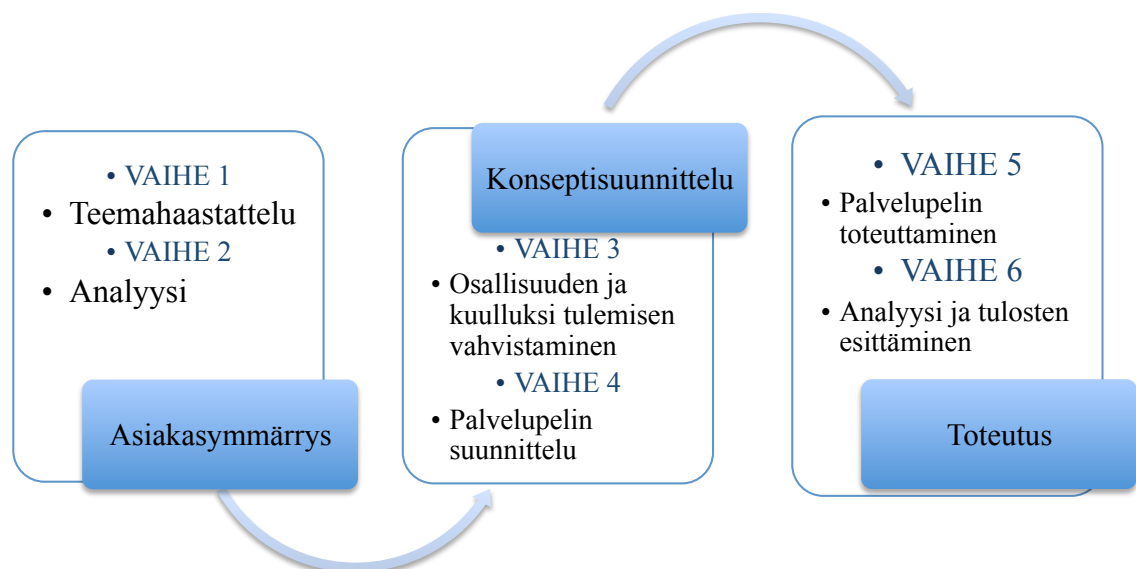 • VAIHE 1
• Teemahaastattelu
• VAIHE 2
• Analyysi
Asiakasymmärrys
Konseptisuunnittelu
• VAIHE 3
• Osallisuuden ja
kuulluksi tulemisen
vahvistaminen
• VAIHE 4
• Palvelupelin
suunnittelu
• VAIHE 5
• Palvelupelin
toteuttaminen
• VAIHE 6
• Analyysi ja tulosten
esittäminen
Toteutus